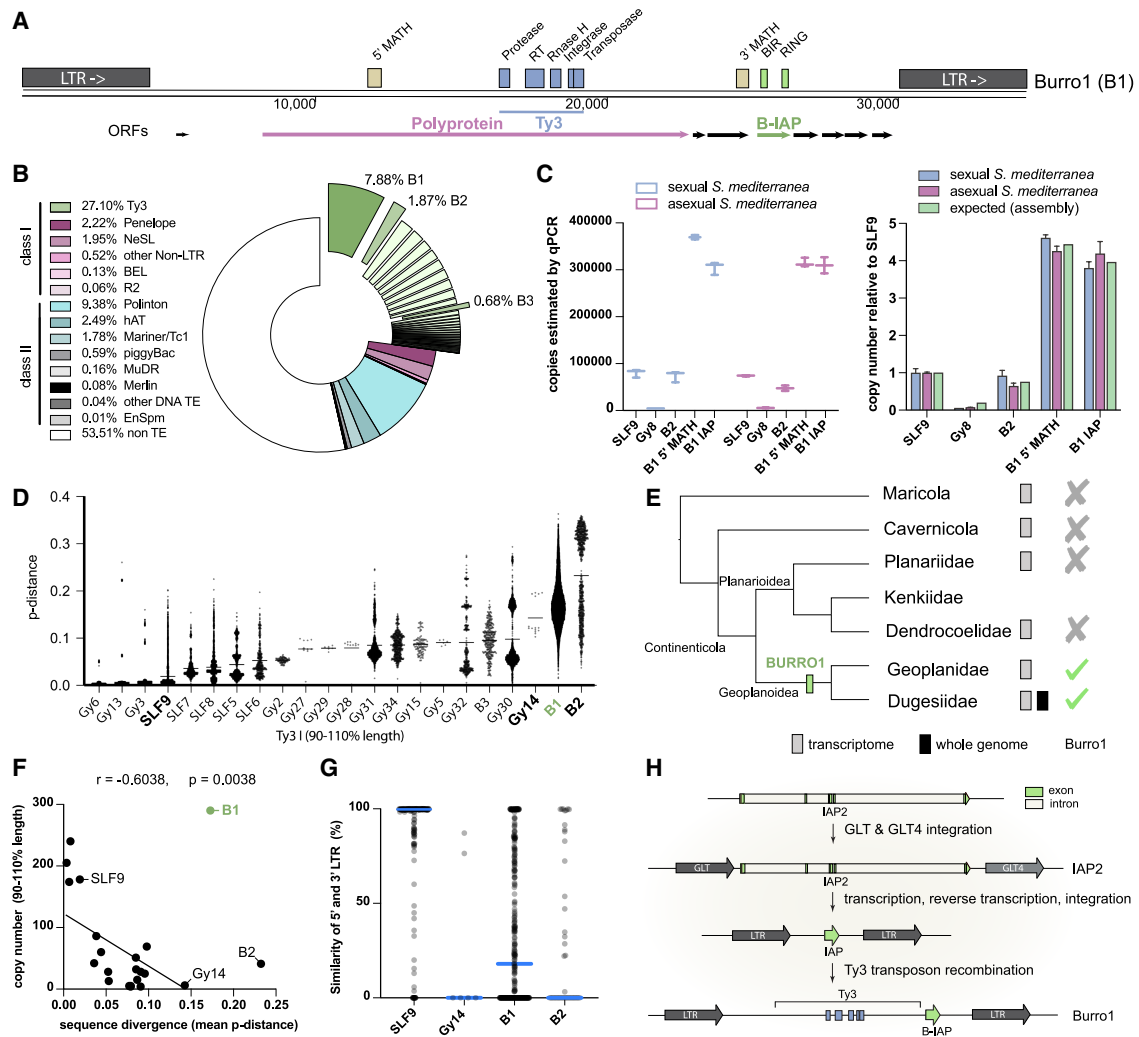 A
5' MATH
Protease
RT
Rnase H
Integrase
Transposase
3' MATH
BIR
RING
LTR ->
LTR ->
Burro1 (B1)
10,000
20,000
30,000
ORFs
Polyprotein
Ty3
B-IAP
B
class I
27.10% Ty3
2.22% Penelope
1.95% NeSL
0.52% other Non-LTR
0.13% BEL
0.06% R2
class II
9.38% Polinton
2.49% hAT
1.78% Mariner/Tc1
0.59% piggyBac
0.16% MuDR
0.08% Merlin
0.04% other DNA TE
0.01% EnSpm
53,51% non TE
7.88% B1
1.87% B2
0.68% B3
C
sexual S. mediterranea
asexual S. mediterranea
copies estimated by qPCR
400000
300000
200000
100000
0
SLF9
Gy8
B2
B1 5' MATH
B1 IAP
SLF9
Gy8
B2
B1 5' MATH
B1 IAP
sexual S. mediterranea
asexual S. mediterranea
expected (assembly)
copy number relative to SLF9
5
4
3
2
1
0
SLF9
Gy8
B2
B1 5' MATH
B1 IAP
D
p-distance
0.4
0.3
0.2
0.1
0.0
Gy6
Gy13
Gy3
SLF9
SLF7
SLF8
SLF5
SLF6
Gy2
Gy27
Gy29
Gy28
Gy31
Gy34
Gy15
Gy5
Gy32
B3
Gy30
Gy14
B1
B2
Ty3 I (90-110% length)
E
Maricola
Cavernicola
Planariidae
Planarioidea
Kenkiidae
Dendrocoelidae
Continenticola
BURRO1
Geoplanidae
Geoplanoidea
Dugesiidae
transcriptome
whole genome
Burro1
F
r = -0.6038, p = 0.0038
copy number (90-110% length)
300
200
100
0
B1
SLF9
B2
Gy14
0.00
0.05
0.10
0.15
0.20
0.25
sequence divergence (mean p-distance)
G
Similarity of 5' and 3' LTR (%)
100
50
0
SLF9
Gy14
B1
B2
H
exon
intron
IAP2
GLT & GLT4 integration
GLT
GLT4
IAP2
IAP2
transcription, reverse transcription, integration
LTR
LTR
IAP
Ty3 transposon recombination
Ty3
LTR
LTR
Burro1
B-IAP